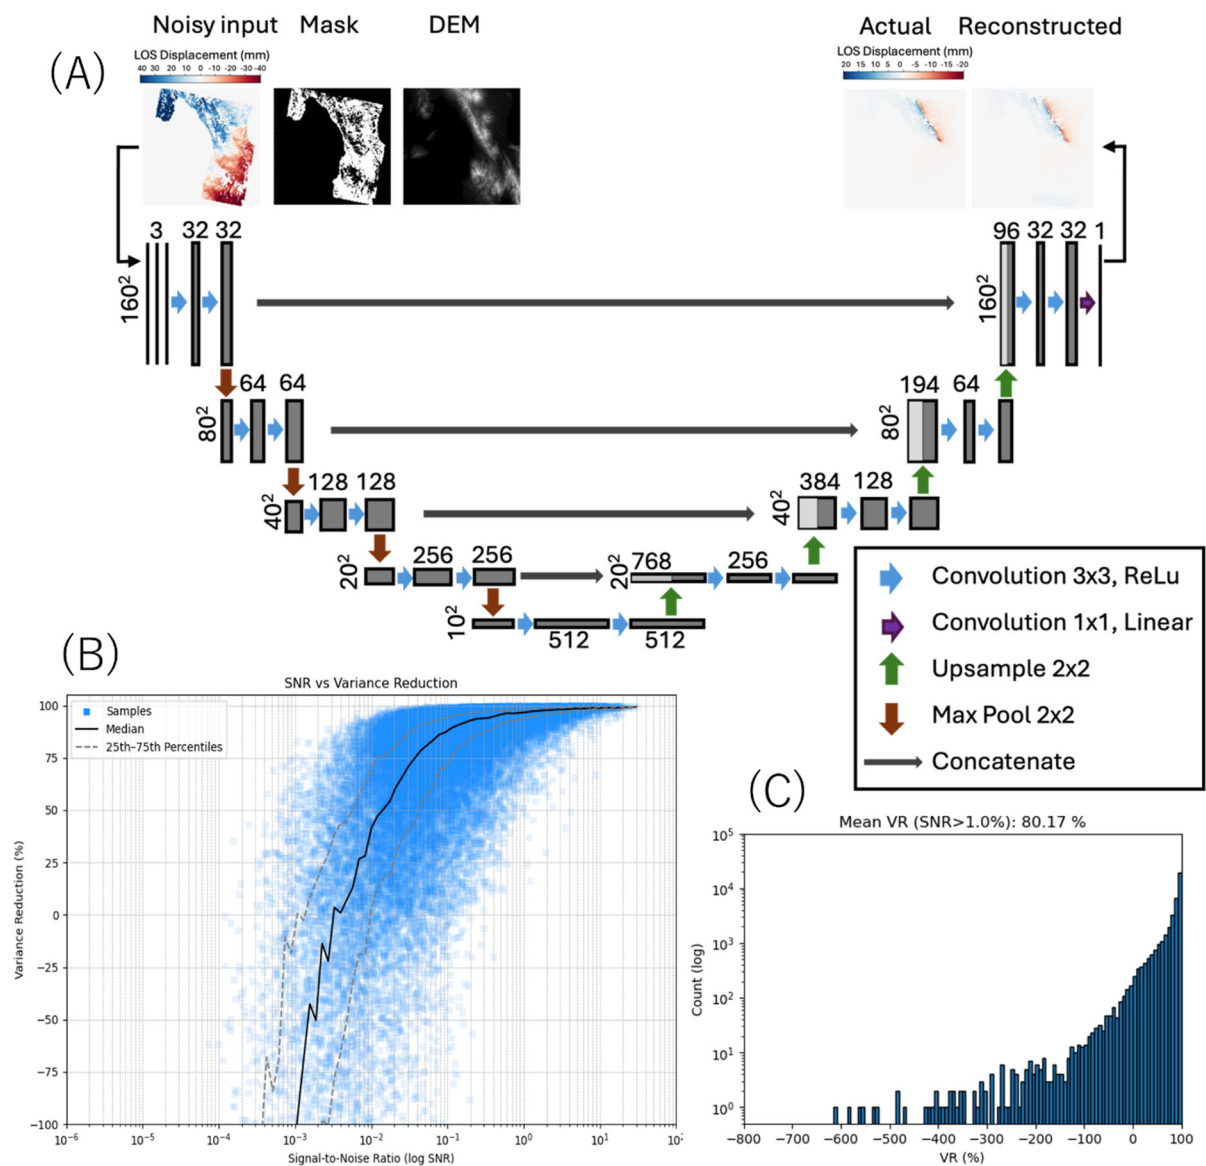 Noisy input Mask DEM Actual Reconstructed
(A)
LOS Displacement (mm)
40 30 20 10 0 -10 -20 -30 -40
LOS Displacement (mm)
20 15 10 5 0 -5 -10 -15 -20
3 32 32
160²
96 32 32 1
160²
64 64
80²
194 64
80²
128 128
40²
384 128
40²
256 256
20²
768 256
20²
10²
512 512
Convolution 3x3, ReLu
Convolution 1x1, Linear
Upsample 2x2
Max Pool 2x2
Concatenate
(B)
SNR vs Variance Reduction
Samples
Median
25th–75th Percentiles
Variance Reduction (%)
100
75
50
25
0
−25
−50
−75
−100
10⁻⁶ 10⁻⁵ 10⁻⁴ 10⁻³ 10⁻² 10⁻¹ 10⁰ 10¹ 10²
Signal-to-Noise Ratio (log SNR)
(C)
Mean VR (SNR>1.0%): 80.17 %
Count (log)
10⁵
10⁴
10³
10²
10¹
10⁰
−800 −700 −600 −500 −400 −300 −200 −100 0 100
VR (%)